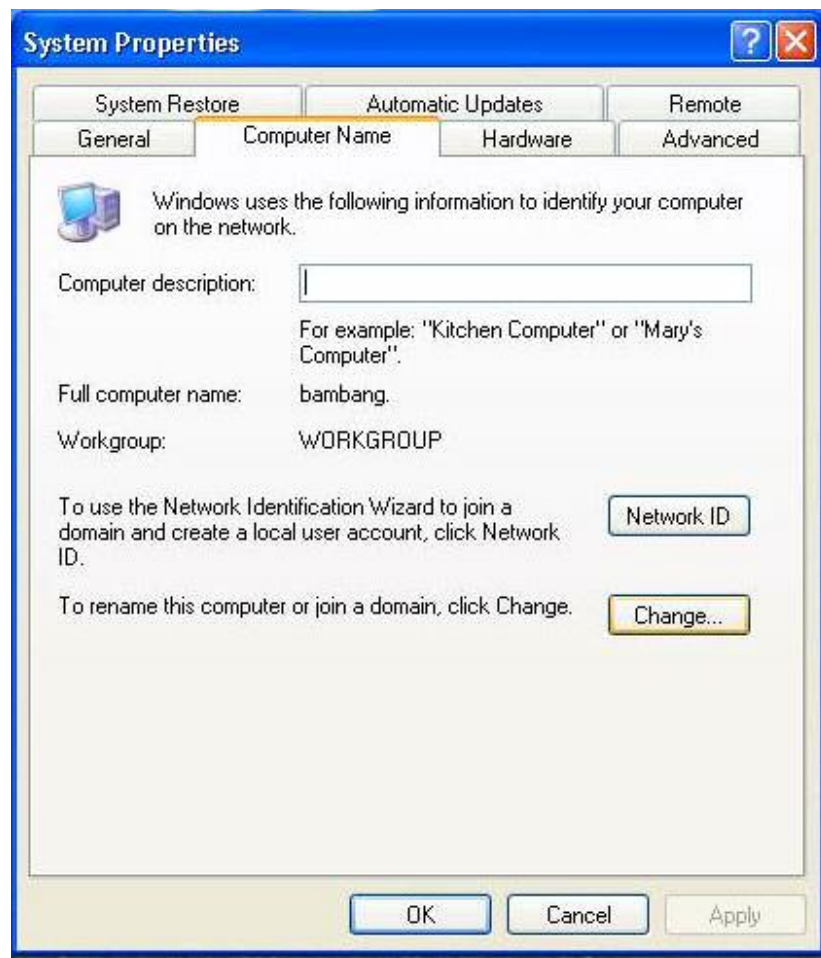 System Properties
System Restore Automatic Updates Remote
General Computer Name Hardware Advanced
Windows uses the following information to identify your computer
on the network.
Computer description:
For example: "Kitchen Computer" or "Mary's
Computer".
Full computer name: bambang.
Workgroup: WORKGROUP
To use the Network Identification Wizard to join a
domain and create a local user account, click Network
ID.
Network ID
To rename this computer or join a domain, click Change.
Change...
OK Cancel Apply